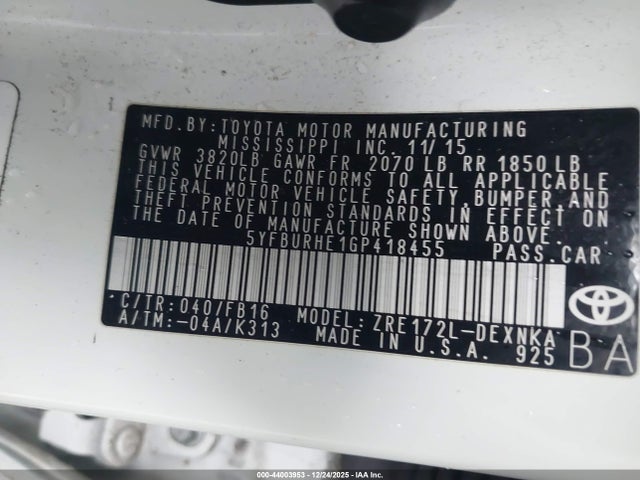 MFD.BY:TOYOTA MOTOR MANUFACTURING
MISSISSIPPI INC. 11/15
GVWR 3820LB GAWR FR 2070 LB RR 1850 LB
THIS VEHICLE CONFORMS TO ALL APPLICABLE
FEDERAL MOTOR VEHICLE SAFETY,BUMPER,AND
THEFT PREVENTION STANDARDS IN EFFECT ON
THE DATE OF MANUFACTURE SHOWN ABOVE.
5YFBURHE1GP418455 PASS.CAR
C/TR: 040/FB16 MODEL: ZRE172L-DEXNKA
A/TM:-04A/K313 MADE IN U.S.A. 925
BA
000-44003953 - 12/24/2025 - IAA Inc.